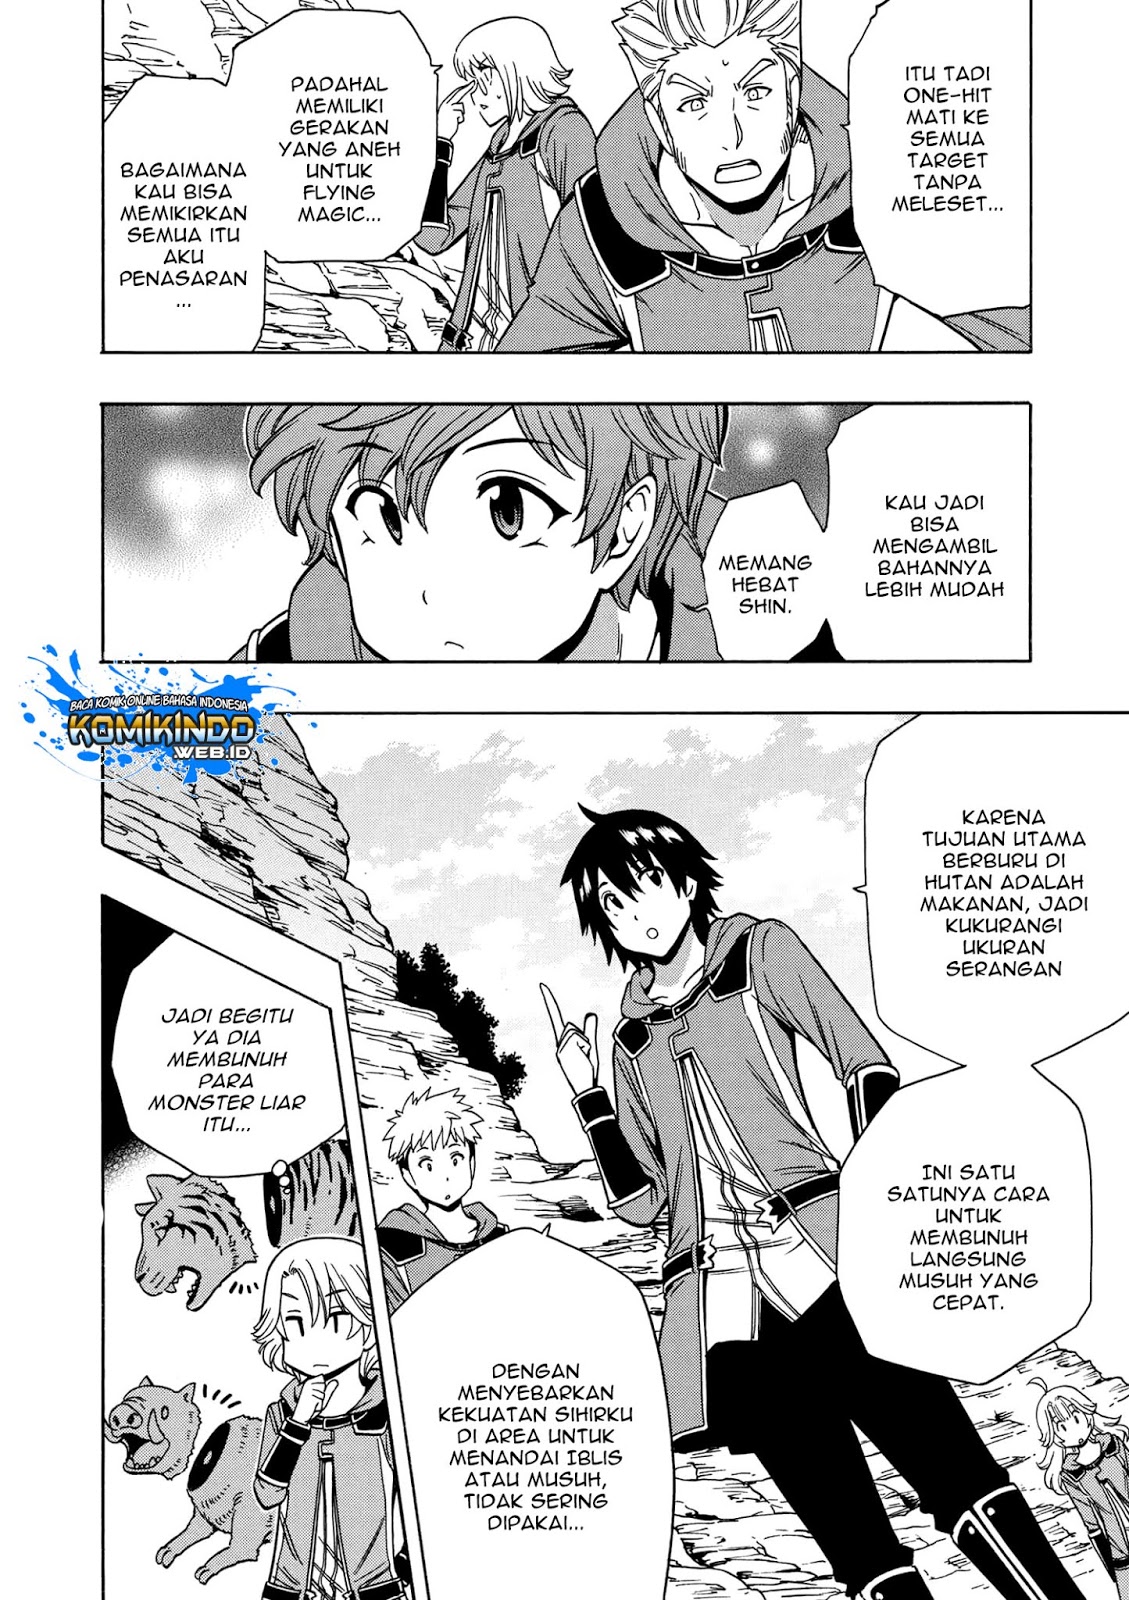 ITU TADI
ONE-HIT
MATI KE
SEMUA
TARGET
TANPA
MELESET...
PADAHAL
MEMILIKI
GERAKAN
YANG ANEH
UNTUK
FLYING
MAGIC...
BAGAIMANA
KAU BISA
MEMIKIRKAN
SEMUA ITU
AKU
PENASARAN
...
KAU JADI
BISA
MENGAMBIL
BAHANNYA
LEBIH MUDAH
MEMANG
HEBAT
SHIN.
BACA KOMIK ONLINE BAHASA INDONESIA
KOMIKINDO
.WEB.ID
KARENA
TUJUAN UTAMA
BERBURU DI
HUTAN ADALAH
MAKANAN, JADI
KUKURANGI
UKURAN
SERANGAN
INI SATU
SATUNYA CARA
UNTUK
MEMBUNUH
LANGSUNG
MUSUH YANG
CEPAT.
DENGAN
MENYEBARKAN
KEKUATAN SIHIRKU
DI AREA UNTUK
MENANDAI IBLIS
ATAU MUSUH,
TIDAK SERING
DIPAKAI...
JADI BEGITU
YA DIA
MEMBUNUH
PARA
MONSTER LIAR
ITU...